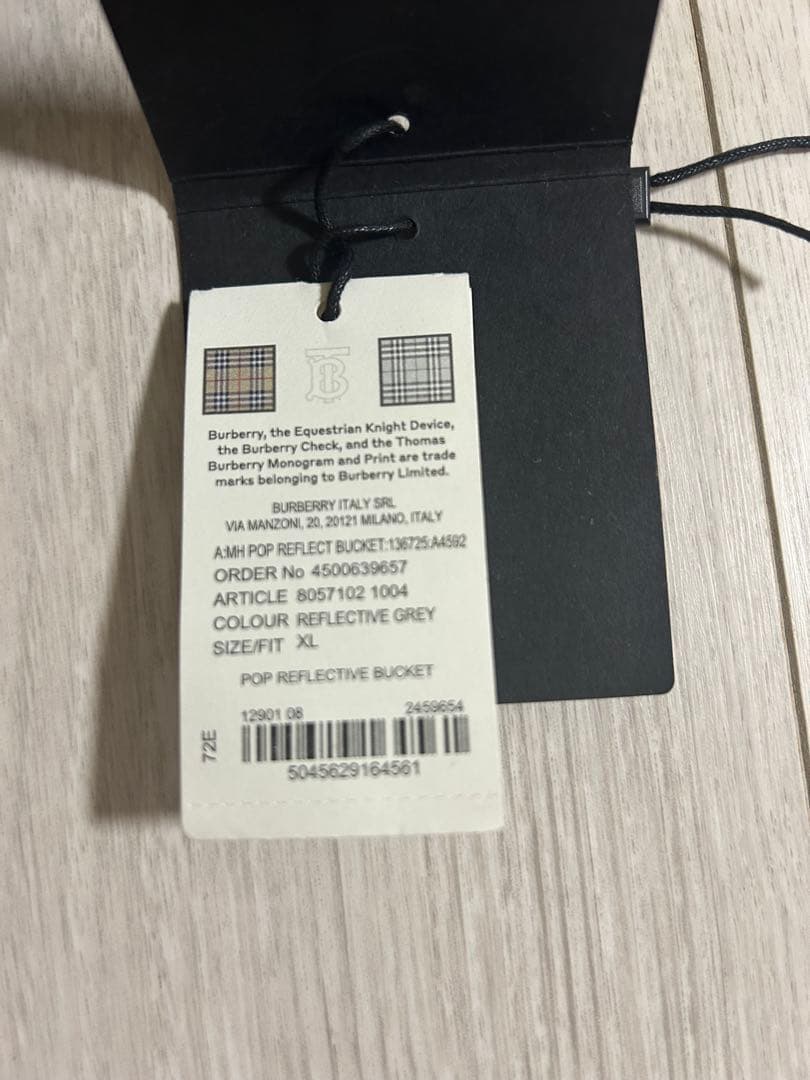 Burberry, the Equestrian Knight Device,
the Burberry Check, and the Thomas
Burberry Monogram and Print are trade
marks belonging to Burberry Limited.
BURBERRY ITALY SRL
VIA MANZONI, 20, 20121 MILANO, ITALY
A:MH POP REFLECT BUCKET:136725:A4592
ORDER No 4500639657
ARTICLE 8057102 1004
COLOUR REFLECTIVE GREY
SIZE/FIT XL
POP REFLECTIVE BUCKET
12901 08 2459654
72E
5045629164561